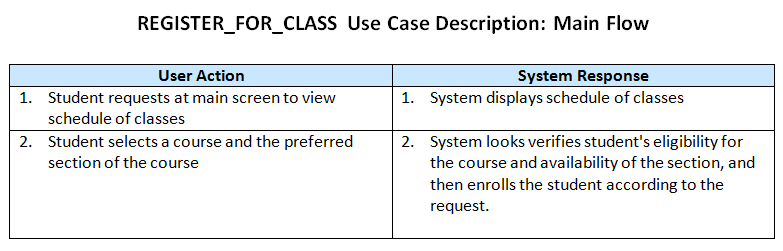 REGISTER_FOR_CLASS Use Case Description: Main Flow
User Action
System Response
1. Student requests at main screen to view
schedule of classes
1. System displays schedule of classes
2. Student selects a course and the preferred
section of the course
2. System looks verifies student's eligibility for
the course and availability of the section, and
then enrolls the student according to the
request.